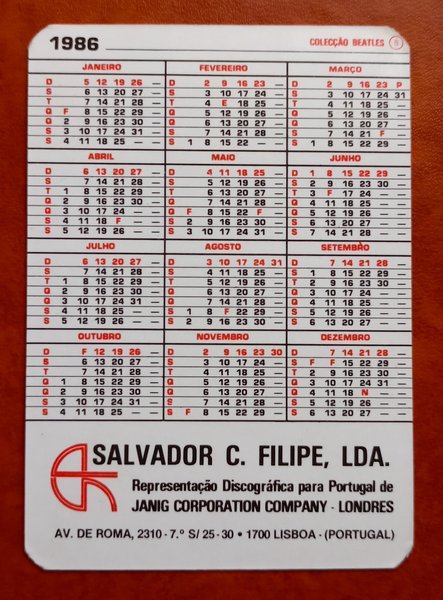 1986
COLECÇÃO BEATLES 6
JANEIRO
D 5 12 19 26 —
S 6 13 20 27 —
T 7 14 21 28 —
Q F 8 15 22 29 —
Q 2 9 16 23 30 —
S 3 10 17 24 31 —
S 4 11 18 25 — —
FEVEREIRO
D 2 9 16 23 —
S 3 10 17 24 —
T 4 E 18 25 —
Q 5 12 19 26 —
Q 6 13 20 27 —
S 7 14 21 28 —
S 1 8 15 22 — —
MARÇO
D 2 9 16 23 P
S 3 10 17 24 31
T 4 11 18 25 —
Q 5 12 19 26 —
Q 6 13 20 27 —
S 7 14 21 F —
S 1 8 15 22 29 —
ABRIL
D 6 13 20 27 —
S 7 14 21 28 —
T 1 8 15 22 29 —
Q 2 9 16 23 30 —
Q 3 10 17 24 — —
S 4 11 18 F — —
S 5 12 19 26 — —
MAIO
D 4 11 18 25 —
S 5 12 19 26 —
T 6 13 20 27 —
Q 7 14 21 28 —
Q F 8 15 22 F —
S 2 9 16 23 30 —
S 3 10 17 24 31 —
JUNHO
D 1 8 15 22 29 —
S 2 9 16 23 30 —
T 3 F 17 24 — —
Q 4 11 18 25 — —
Q 5 12 19 26 — —
S 6 13 20 27 — —
S 7 14 21 28 — —
JULHO
D 6 13 20 27 —
S 7 14 21 28 —
T 1 8 15 22 29 —
Q 2 9 16 23 30 —
Q 3 10 17 24 31 —
S 4 11 18 25 — —
S 5 12 19 26 — —
AGOSTO
D 3 10 17 24 31
S 4 11 18 25 —
T 5 12 19 26 —
Q 6 13 20 27 —
Q 7 14 21 28 —
S 1 8 F 22 29 —
S 2 9 16 23 30 —
SETEMBRO
D 7 14 21 28 —
S 1 8 15 22 29 —
T 2 9 16 23 30 —
Q 3 10 17 24 — —
Q 4 11 18 25 — —
S 5 12 19 26 — —
S 6 13 20 27 — —
OUTUBRO
D F 12 19 26 —
S 6 13 20 27 —
T 7 14 21 28 —
Q 1 8 15 22 29 —
Q 2 9 16 23 30 —
S 3 10 17 24 31 —
S 4 11 18 25 — —
NOVEMBRO
D 2 9 16 23 30
S 3 10 17 24 —
T 4 11 18 25 —
Q 5 12 19 26 —
Q 6 13 20 27 —
S 7 14 21 28 —
S F 8 15 22 29 —
DEZEMBRO
D 7 14 21 28 —
S F F 15 22 29 —
T 2 9 16 23 30 —
Q 3 10 17 24 31 —
Q 4 11 18 N — —
S 5 12 19 26 — —
S 6 13 20 27 — —
SALVADOR C. FILIPE, LDA.
Representação Discográfica para Portugal de
JANIG CORPORATION COMPANY · LONDRES
AV. DE ROMA, 2310 · 7.º S/ 25-30 • 1700 LISBOA · (PORTUGAL)